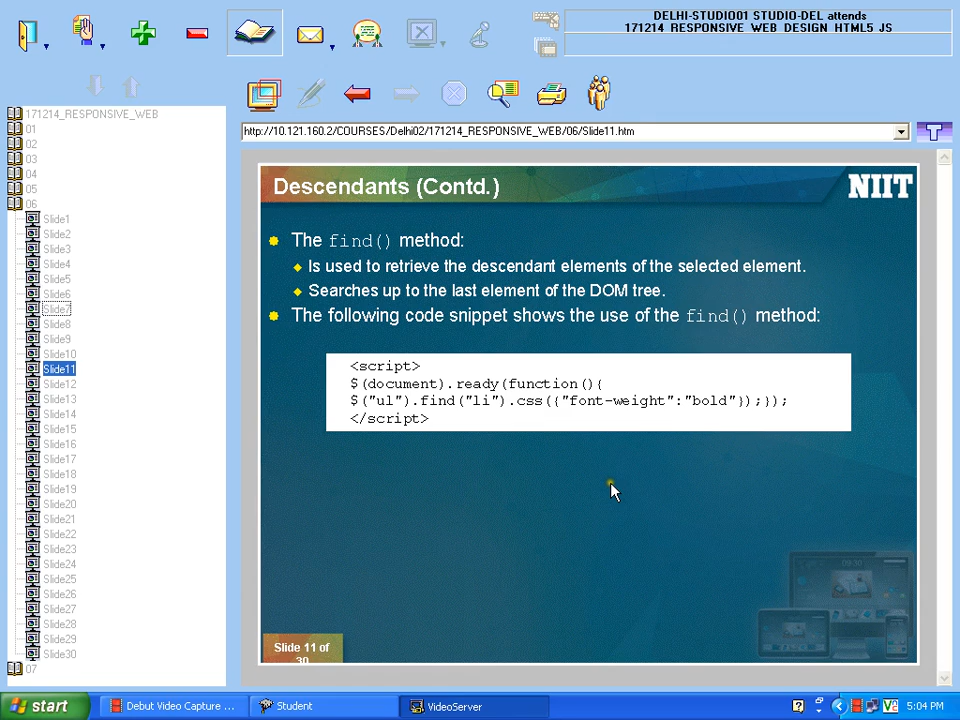 DELHI-STUDIO01 STUDIO-DEL attends
171214_RESPONSIVE_WEB_DESIGN_HTML5_JS
171214_RESPONSIVE_WEB
01
02
03
04
05
06
Slide1
Slide2
Slide3
Slide4
Slide5
Slide6
Slide7
Slide8
Slide9
Slide10
Slide11
Slide12
Slide13
Slide14
Slide15
Slide16
Slide17
Slide18
Slide19
Slide20
Slide21
Slide22
Slide23
Slide24
Slide25
Slide26
Slide27
Slide28
Slide29
Slide30
07
http://10.121.160.2/COURSES/Delhi02/171214_RESPONSIVE_WEB/06/Slide11.htm
T
Descendants (Contd.)
NIIT
The find() method:
Is used to retrieve the descendant elements of the selected element.
Searches up to the last element of the DOM tree.
The following code snippet shows the use of the find() method:
<script>
$(document).ready(function(){
$("ul").find("li").css({"font-weight":"bold"});});
</script>
09:30
Slide 11 of
30
start
Debut Video Capture ...
Student
VideoServer
5:04 PM